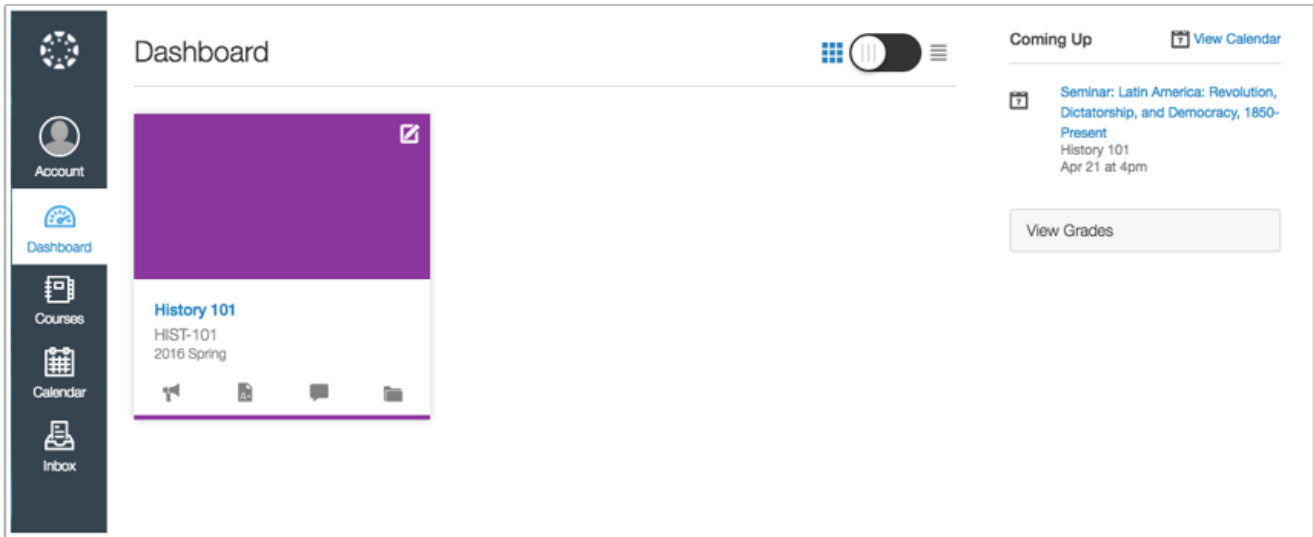 Dashboard
Account
Dashboard
Courses
Calendar
Inbox
History 101
HIST-101
2016 Spring
Coming Up
View Calendar
Seminar: Latin America: Revolution,
Dictatorship, and Democracy, 1850-
Present
History 101
Apr 21 at 4pm
View Grades